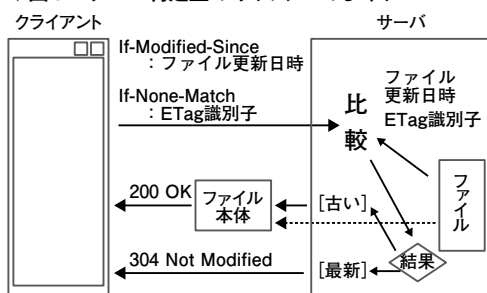 クライアント
サーバ
If-Modified-Since
：ファイル更新日時
If-None-Match
：ETag識別子
比較
ファイル
更新日時
ETag識別子
ファイル
200 OK
ファイル
本体
[古い]
304 Not Modified
[最新]
結果